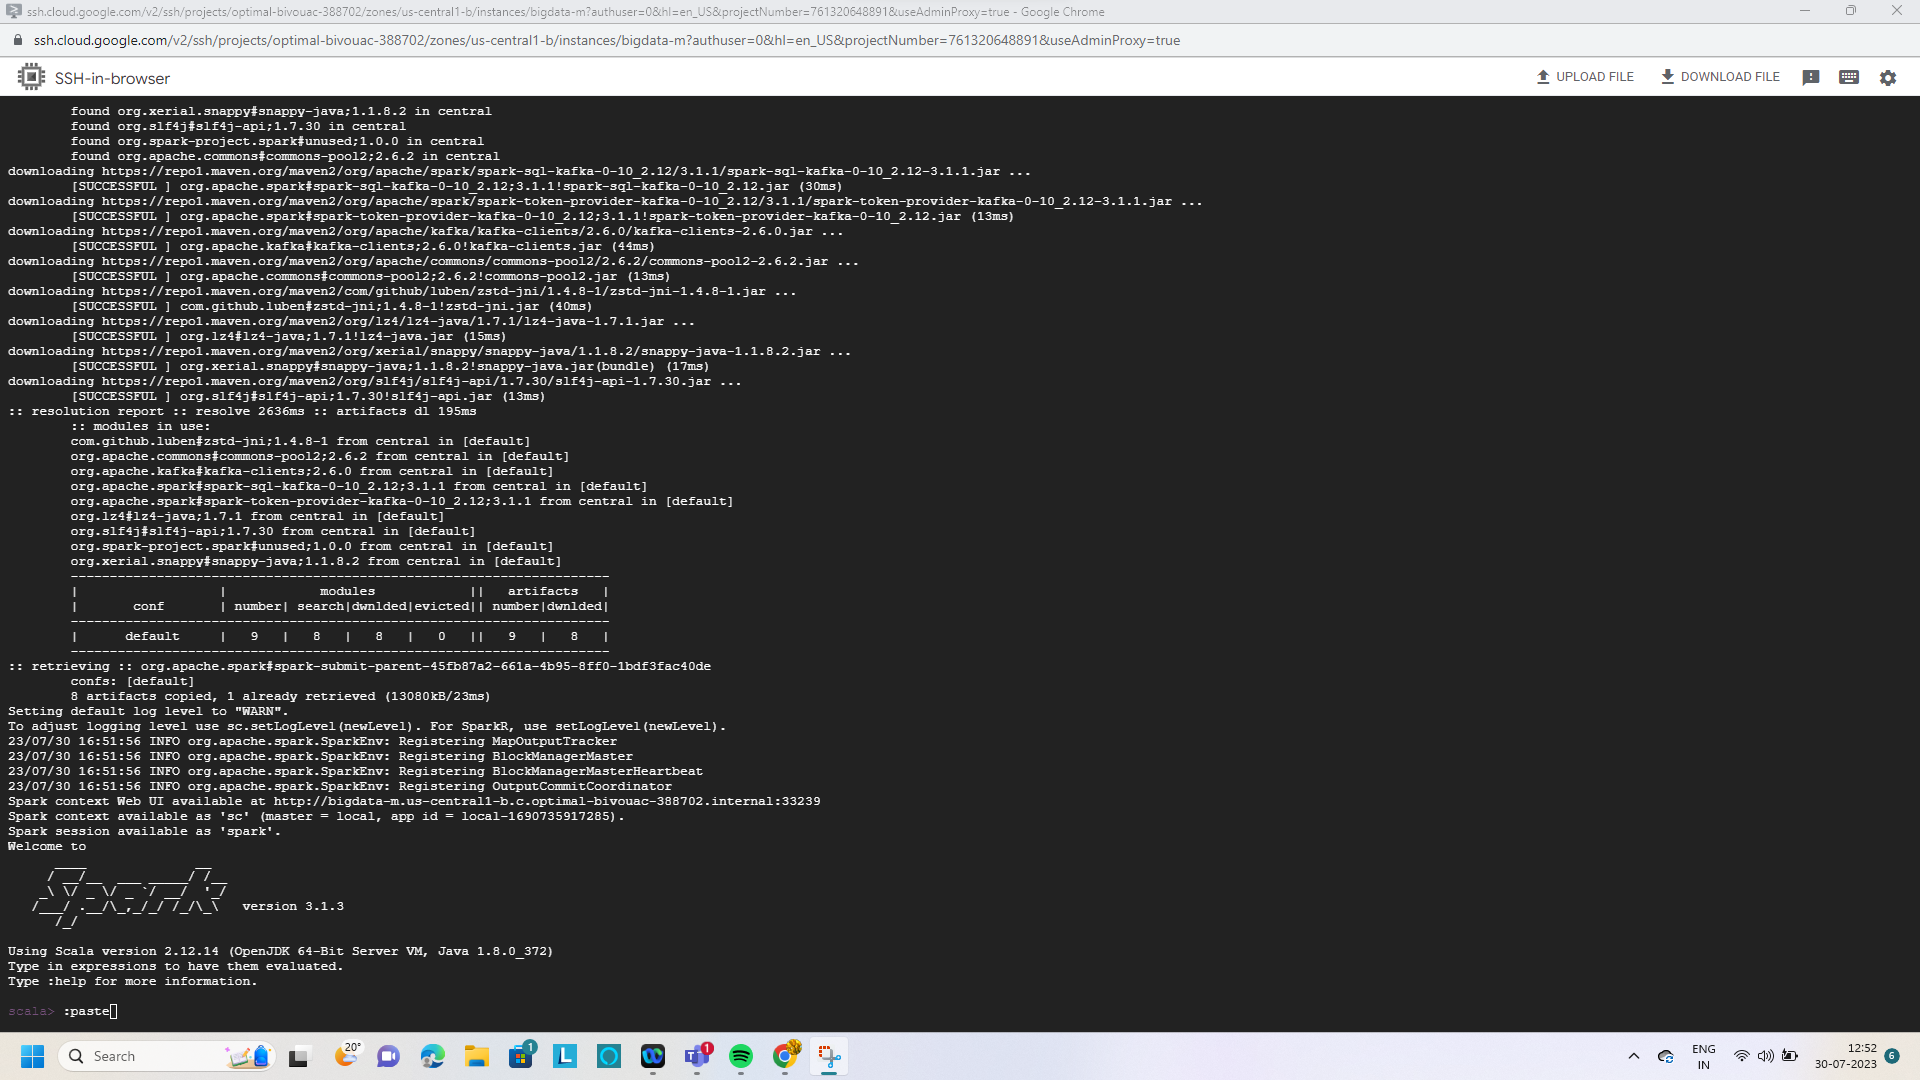 ssh.cloud.google.com/v2/ssh/projects/optimal-bivouac-388702/zones/us-central1-b/instances/bigdata-m?authuser=0&hl=en_US&projectNumber=761320648891&useAdminProxy=true - Google Chrome
ssh.cloud.google.com/v2/ssh/projects/optimal-bivouac-388702/zones/us-central1-b/instances/bigdata-m?authuser=0&hl=en_US&projectNumber=761320648891&useAdminProxy=true
SSH-in-browser UPLOAD FILE DOWNLOAD FILE
found org.xerial.snappy#snappy-java;1.1.8.2 in central
found org.slf4j#slf4j-api;1.7.30 in central
found org.spark-project.spark#unused;1.0.0 in central
found org.apache.commons#commons-pool2;2.6.2 in central
downloading https://repo1.maven.org/maven2/org/apache/spark/spark-sql-kafka-0-10_2.12/3.1.1/spark-sql-kafka-0-10_2.12-3.1.1.jar ...
[SUCCESSFUL ] org.apache.spark#spark-sql-kafka-0-10_2.12;3.1.1!spark-sql-kafka-0-10_2.12.jar (30ms)
downloading https://repo1.maven.org/maven2/org/apache/spark/spark-token-provider-kafka-0-10_2.12/3.1.1/spark-token-provider-kafka-0-10_2.12-3.1.1.jar ...
[SUCCESSFUL ] org.apache.spark#spark-token-provider-kafka-0-10_2.12;3.1.1!spark-token-provider-kafka-0-10_2.12.jar (13ms)
downloading https://repo1.maven.org/maven2/org/apache/kafka/kafka-clients/2.6.0/kafka-clients-2.6.0.jar ...
[SUCCESSFUL ] org.apache.kafka#kafka-clients;2.6.0!kafka-clients.jar (44ms)
downloading https://repo1.maven.org/maven2/org/apache/commons/commons-pool2/2.6.2/commons-pool2-2.6.2.jar ...
[SUCCESSFUL ] org.apache.commons#commons-pool2;2.6.2!commons-pool2.jar (13ms)
downloading https://repo1.maven.org/maven2/com/github/luben/zstd-jni/1.4.8-1/zstd-jni-1.4.8-1.jar ...
[SUCCESSFUL ] com.github.luben#zstd-jni;1.4.8-1!zstd-jni.jar (40ms)
downloading https://repo1.maven.org/maven2/org/lz4/lz4-java/1.7.1/lz4-java-1.7.1.jar ...
[SUCCESSFUL ] org.lz4#lz4-java;1.7.1!lz4-java.jar (15ms)
downloading https://repo1.maven.org/maven2/org/xerial/snappy/snappy-java/1.1.8.2/snappy-java-1.1.8.2.jar ...
[SUCCESSFUL ] org.xerial.snappy#snappy-java;1.1.8.2!snappy-java.jar(bundle) (17ms)
downloading https://repo1.maven.org/maven2/org/slf4j/slf4j-api/1.7.30/slf4j-api-1.7.30.jar ...
[SUCCESSFUL ] org.slf4j#slf4j-api;1.7.30!slf4j-api.jar (13ms)
:: resolution report :: resolve 2636ms :: artifacts dl 195ms
:: modules in use:
com.github.luben#zstd-jni;1.4.8-1 from central in [default]
org.apache.commons#commons-pool2;2.6.2 from central in [default]
org.apache.kafka#kafka-clients;2.6.0 from central in [default]
org.apache.spark#spark-sql-kafka-0-10_2.12;3.1.1 from central in [default]
org.apache.spark#spark-token-provider-kafka-0-10_2.12;3.1.1 from central in [default]
org.lz4#lz4-java;1.7.1 from central in [default]
org.slf4j#slf4j-api;1.7.30 from central in [default]
org.spark-project.spark#unused;1.0.0 from central in [default]
org.xerial.snappy#snappy-java;1.1.8.2 from central in [default]
---------------------------------------------------------------------
|                  |            modules            ||   artifacts   |
|       conf       | number| search|dwnlded|evicted|| number|dwnlded|
---------------------------------------------------------------------
|      default     |   9   |   8   |   8   |   0   ||   9   |   8   |
---------------------------------------------------------------------
:: retrieving :: org.apache.spark#spark-submit-parent-45fb87a2-661a-4b95-8ff0-1bdf3fac40de
confs: [default]
8 artifacts copied, 1 already retrieved (13080kB/23ms)
Setting default log level to "WARN".
To adjust logging level use sc.setLogLevel(newLevel). For SparkR, use setLogLevel(newLevel).
23/07/30 16:51:56 INFO org.apache.spark.SparkEnv: Registering MapOutputTracker
23/07/30 16:51:56 INFO org.apache.spark.SparkEnv: Registering BlockManagerMaster
23/07/30 16:51:56 INFO org.apache.spark.SparkEnv: Registering BlockManagerMasterHeartbeat
23/07/30 16:51:56 INFO org.apache.spark.SparkEnv: Registering OutputCommitCoordinator
Spark context Web UI available at http://bigdata-m.us-central1-b.c.optimal-bivouac-388702.internal:33239
Spark context available as 'sc' (master = local, app id = local-1690735917285).
Spark session available as 'spark'.
Welcome to
Spark version 3.1.3
Using Scala version 2.12.14 (OpenJDK 64-Bit Server VM, Java 1.8.0_372)
Type in expressions to have them evaluated.
Type :help for more information.
scala> :paste
Search 20° 1 L 1 ENG IN 12:52 30-07-2023 6